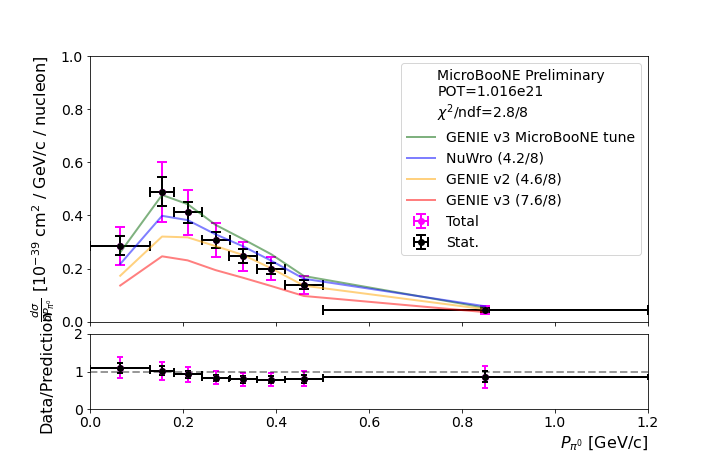 MicroBooNE Preliminary
POT=1.016e21
χ²/ndf=2.8/8
GENIE v3 MicroBooNE tune
NuWro (4.2/8)
GENIE v2 (4.6/8)
GENIE v3 (7.6/8)
Total
Stat.
dσ/dp_π⁰ [10⁻³⁹ cm² / GeV/c / nucleon]
1.0
0.8
0.6
0.4
0.2
0.0
Data/Prediction
2
1
0
0.0 0.2 0.4 0.6 0.8 1.0 1.2
P_π⁰ [GeV/c]